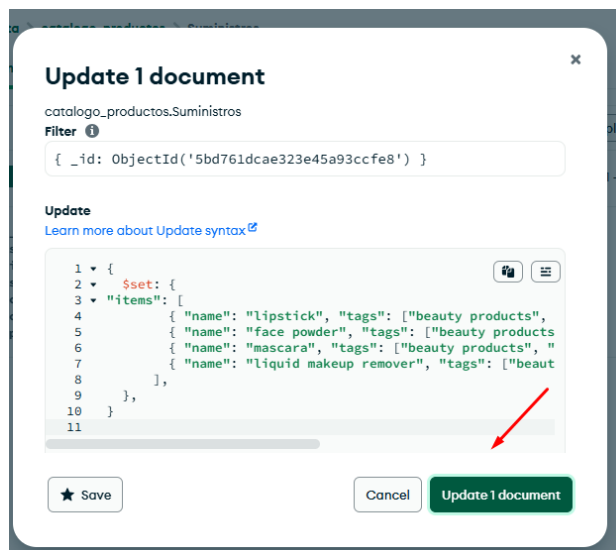 catalogo_productos > Suministros
×
Update 1 document
catalogo_productos.Suministros
Filter
{ _id: ObjectId('5bd761dcae323e45a93ccfe8') }
Update
Learn more about Update syntax
1 {
2 $set: {
3 "items": [
4 { "name": "lipstick", "tags": ["beauty products",
5 { "name": "face powder", "tags": ["beauty products
6 { "name": "mascara", "tags": ["beauty products", "
7 { "name": "liquid makeup remover", "tags": ["beaut
8 ],
9 },
10 }
11
Save
Cancel
Update 1 document